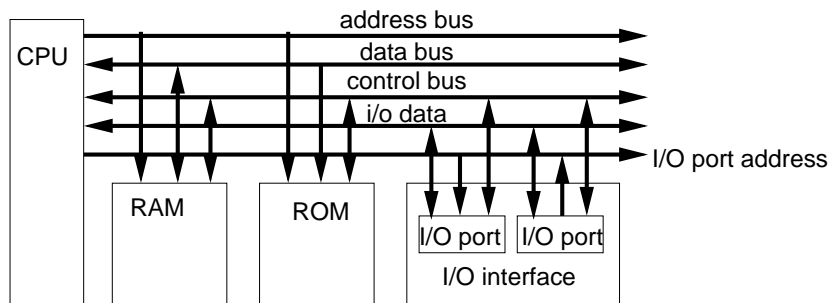 address bus
CPU
data bus
control bus
i/o data
I/O port address
RAM
ROM
I/O port
I/O port
I/O interface